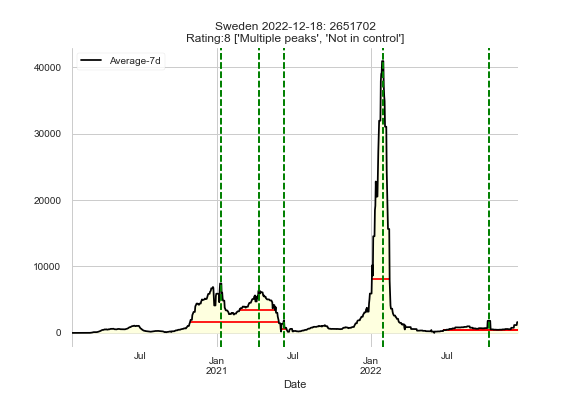 Sweden 2022-12-18: 2651702
Rating:8 ['Multiple peaks', 'Not in control']
Average-7d
40000
30000
20000
10000
0
Jul
Jan
2021
Jul
Jan
2022
Jul
Date